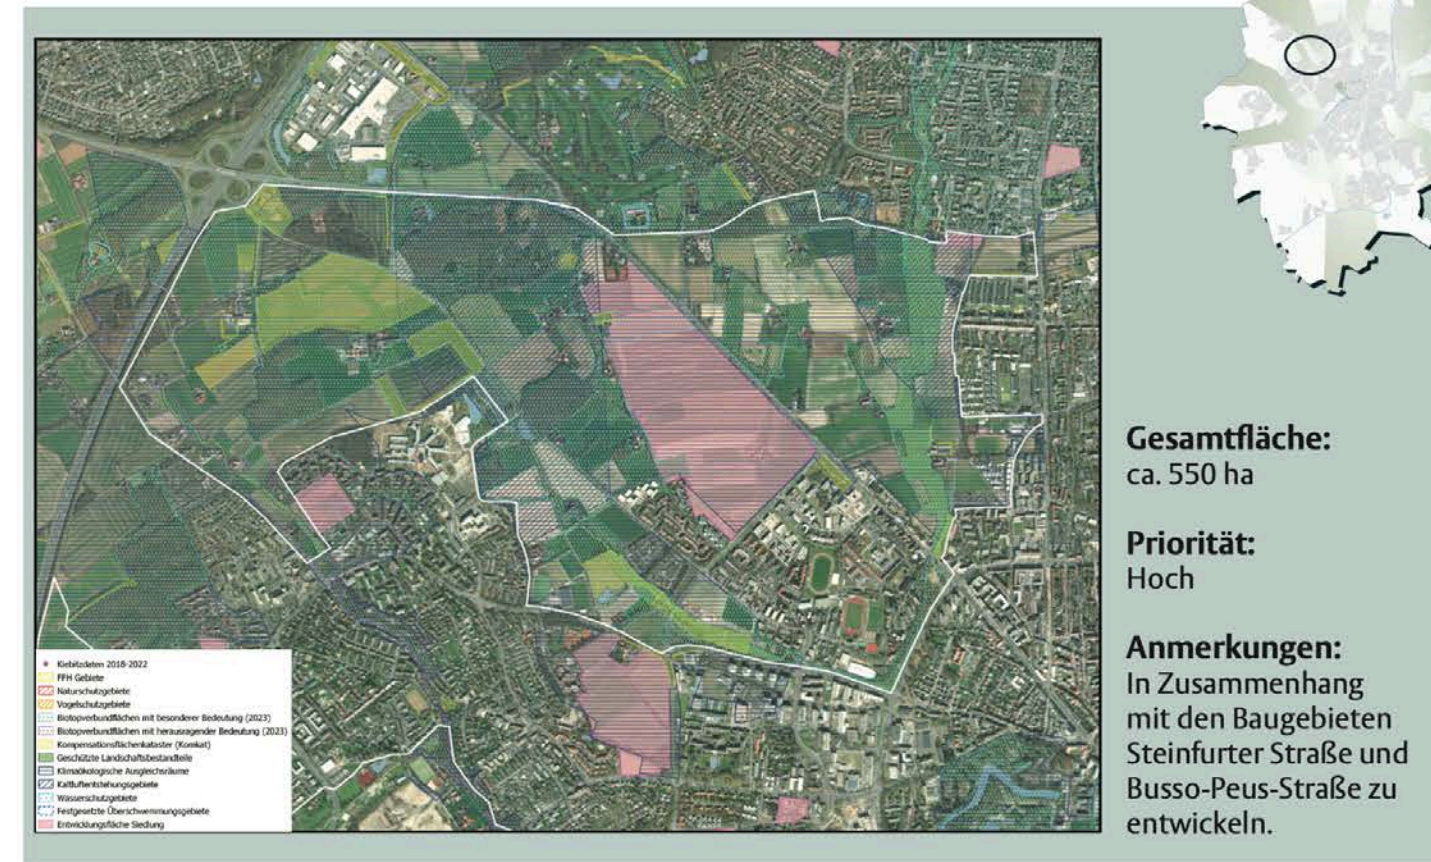 Kiebitzdaten 2018-2022
FFH Gebiete
Naturschutzgebiete
Vogelschutzgebiete
Biotopverbundflächen mit besonderer Bedeutung (2023)
Biotopverbundflächen mit herausragender Bedeutung (2023)
Kompensationsflächenkataster (Komkat)
Geschützte Landschaftsbestandteile
Klimaökologische Ausgleichsräume
Kaltluftentstehungsgebiete
Wasserschutzgebiete
Festgesetzte Überschwemmungsgebiete
Entwicklungsfläche Siedlung
Gesamtfläche:
ca. 550 ha
Priorität:
Hoch
Anmerkungen:
In Zusammenhang
mit den Baugebieten
Steinfurter Straße und
Busso-Peus-Straße zu
entwickeln.